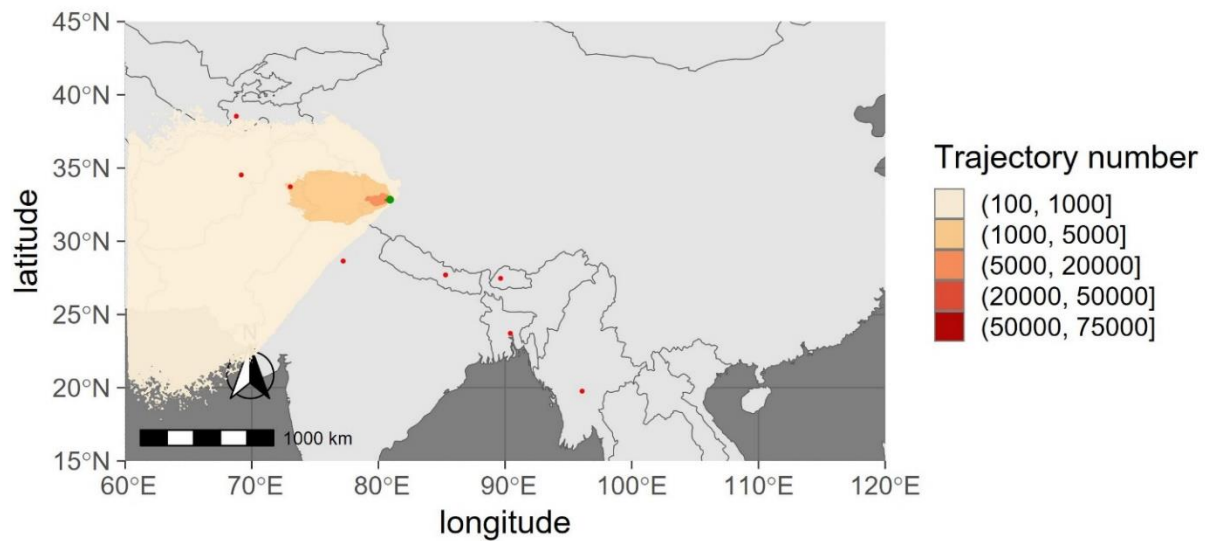 45°N
40°N
35°N
30°N
25°N
20°N
15°N
latitude
N
1000 km
60°E 70°E 80°E 90°E 100°E 110°E 120°E
longitude
Trajectory number
(100, 1000]
(1000, 5000]
(5000, 20000]
(20000, 50000]
(50000, 75000]